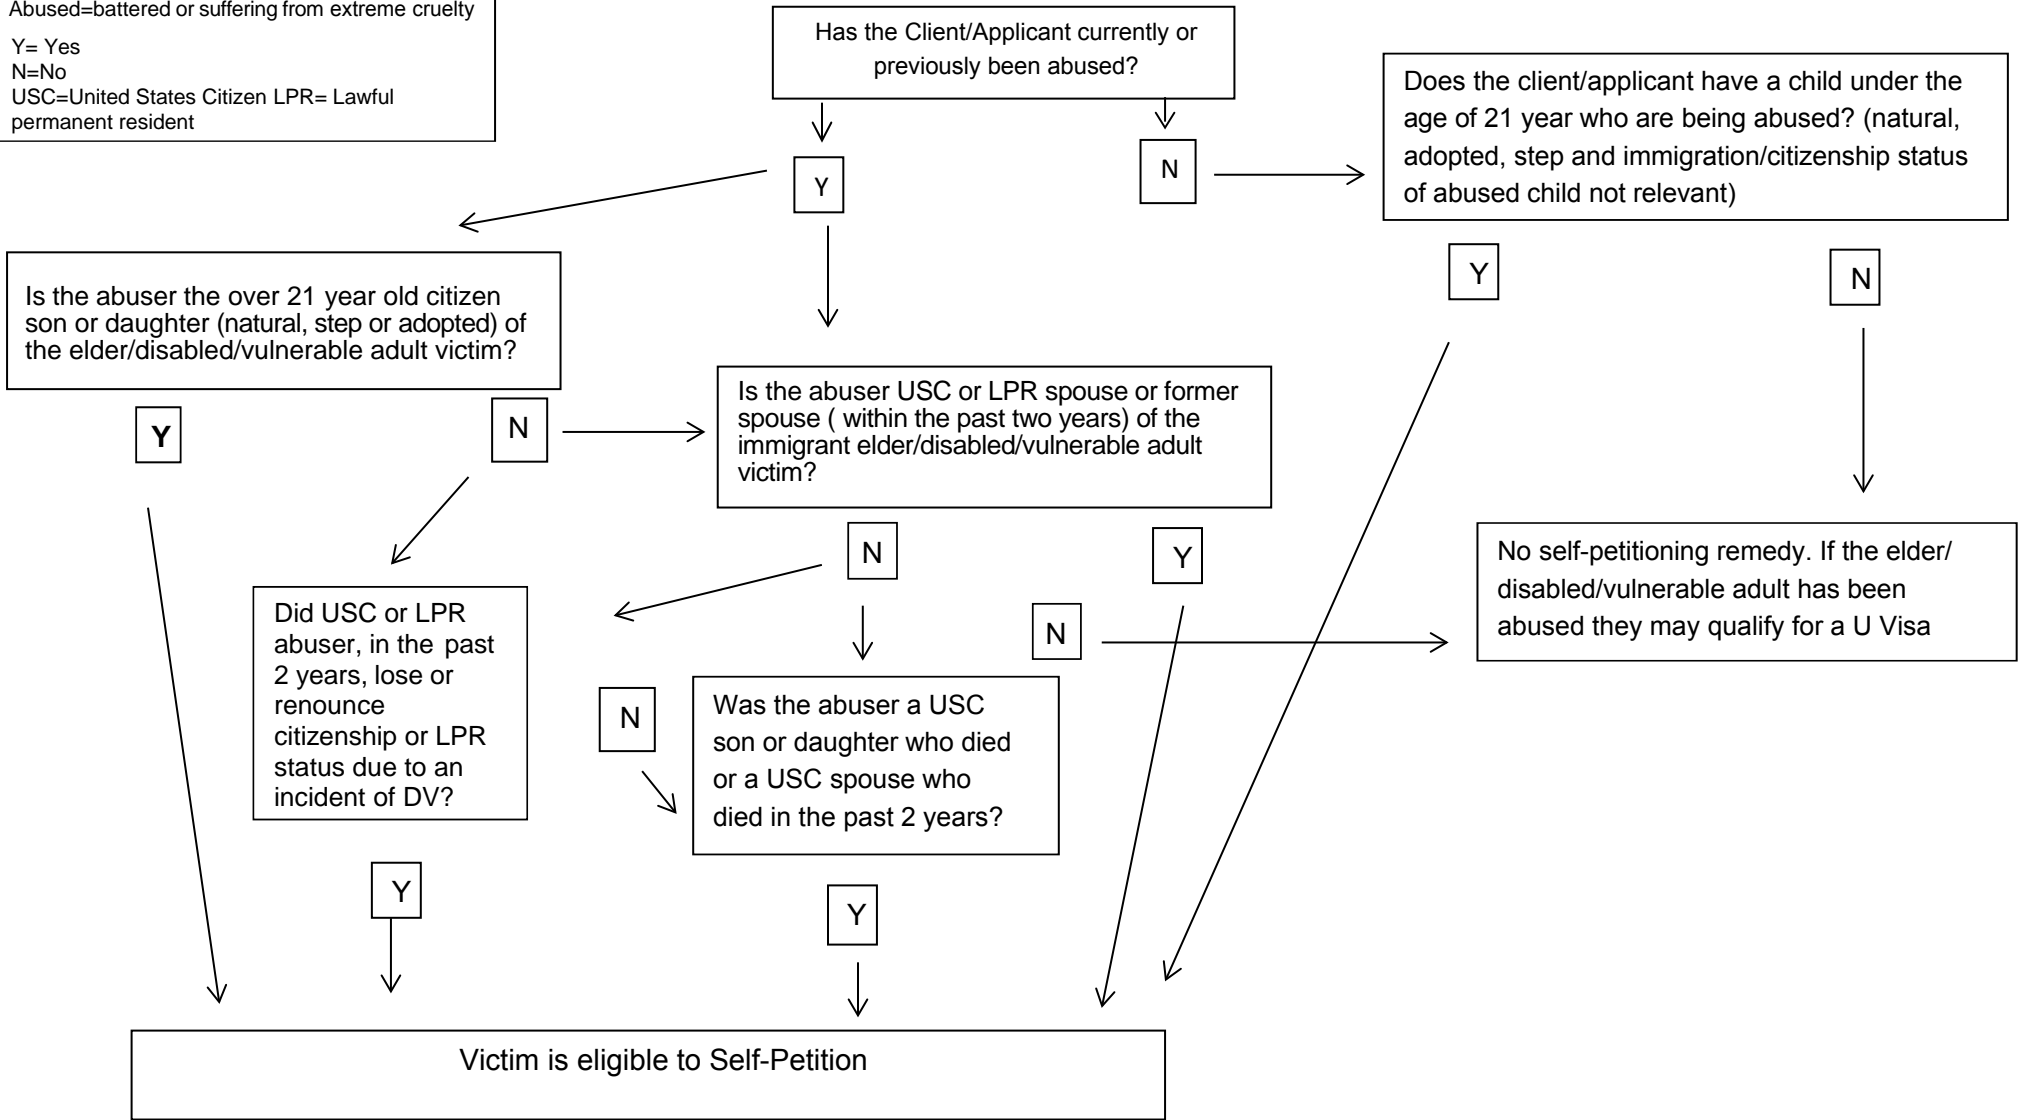 Abused=battered or suffering from extreme cruelty
Y= Yes
N=No
USC=United States Citizen LPR= Lawful
permanent resident
Has the Client/Applicant currently or
previously been abused?
Does the client/applicant have a child under the
age of 21 year who are being abused? (natural,
adopted, step and immigration/citizenship status
of abused child not relevant)
Y
N
Y
N
Is the abuser the over 21 year old citizen
son or daughter (natural, step or adopted) of
the elder/disabled/vulnerable adult victim?
Y
N
Is the abuser USC or LPR spouse or former
spouse ( within the past two years) of the
immigrant elder/disabled/vulnerable adult
victim?
N
Y
N
No self-petitioning remedy. If the elder/
disabled/vulnerable adult has been
abused they may qualify for a U Visa
Did USC or LPR
abuser, in the past
2 years, lose or
renounce
citizenship or LPR
status due to an
incident of DV?
N
Was the abuser a USC
son or daughter who died
or a USC spouse who
died in the past 2 years?
Y
Y
Victim is eligible to Self-Petition